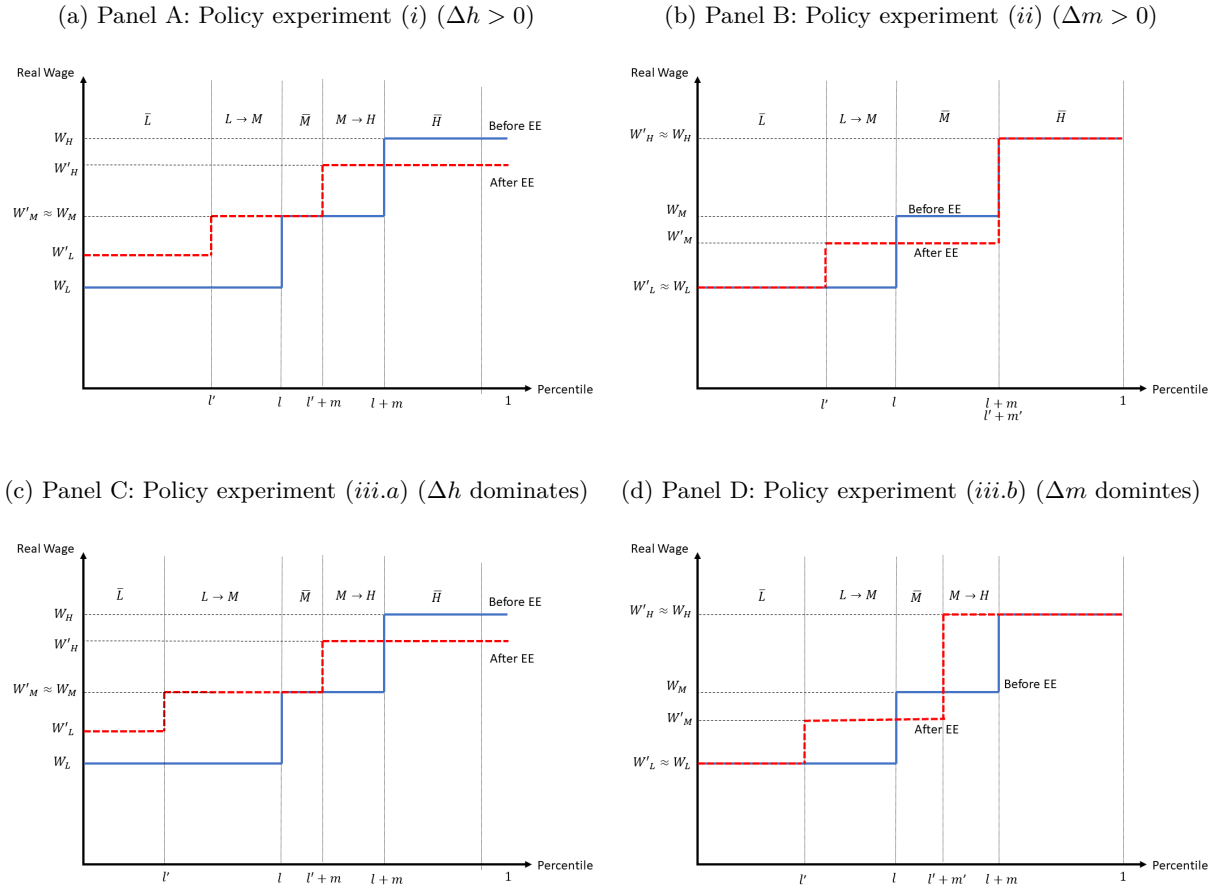 (a) Panel A: Policy experiment (i) (Δh > 0)
Real Wage
L̄
L → M
M̄
M → H
H̄
Before EE
W_H
W'_H
After EE
W'_M ≈ W_M
W'_L
W_L
Percentile
l'
l
l' + m
l + m
1
(b) Panel B: Policy experiment (ii) (Δm > 0)
Real Wage
L̄
L → M
M̄
H̄
W'_H ≈ W_H
W_M
Before EE
W'_M
After EE
W'_L ≈ W_L
Percentile
l'
l
l + m
l' + m'
1
(c) Panel C: Policy experiment (iii.a) (Δh dominates)
Real Wage
L̄
L → M
M̄
M → H
H̄
Before EE
W_H
W'_H
After EE
W'_M ≈ W_M
W'_L
W_L
Percentile
l'
l
l' + m
l + m
1
(d) Panel D: Policy experiment (iii.b) (Δm domintes)
Real Wage
L̄
L → M
M̄
M → H
H̄
W'_H ≈ W_H
W_M
Before EE
W'_M
After EE
W'_L ≈ W_L
Percentile
l'
l
l' + m'
l + m
1